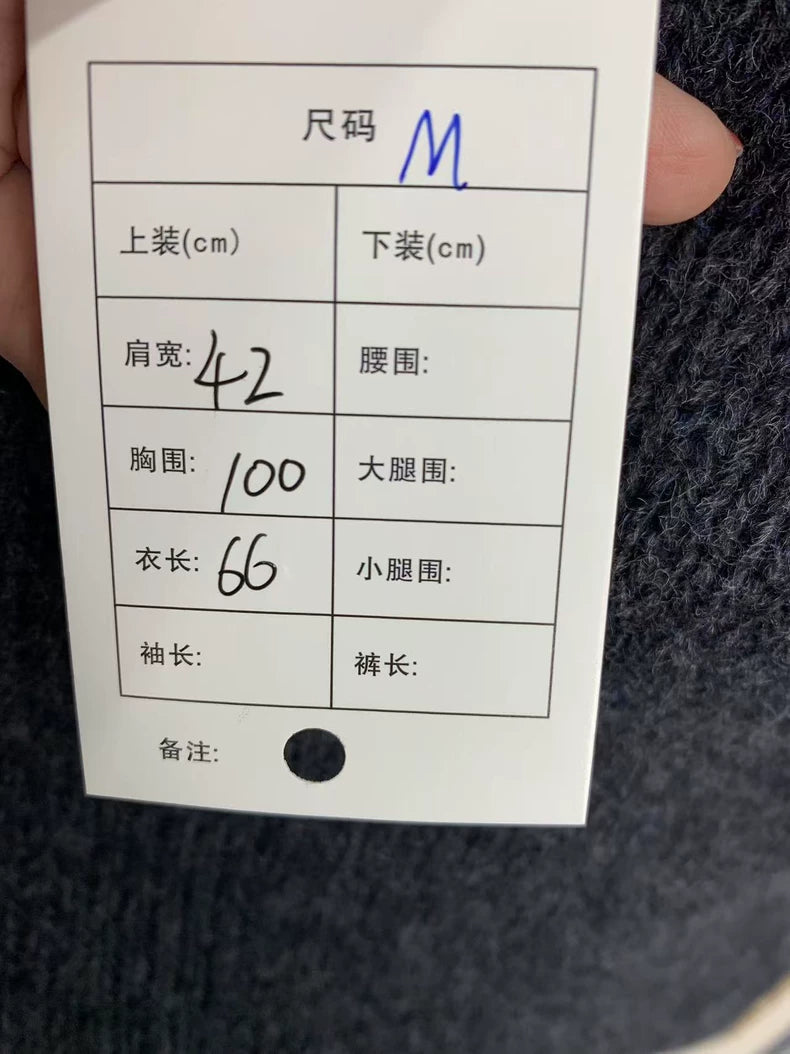 尺码 M
上装(cm) 下装(cm)
肩宽: 42 腰围:
胸围: 100 大腿围:
衣长: 66 小腿围:
袖长: 裤长:
备注: